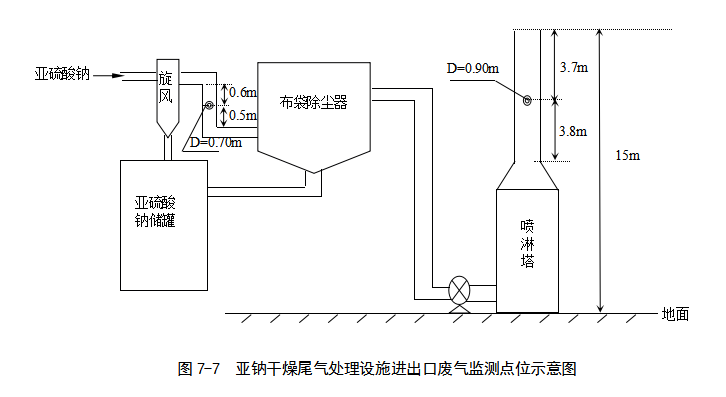 亚硫酸钠
旋
风
0.6m
0.5m
D=0.70m
布袋除尘器
亚硫酸
钠储罐
D=0.90m
3.7m
3.8m
15m
喷
淋
塔
地面
图 7-7 亚钠干燥尾气处理设施进出口废气监测点位示意图